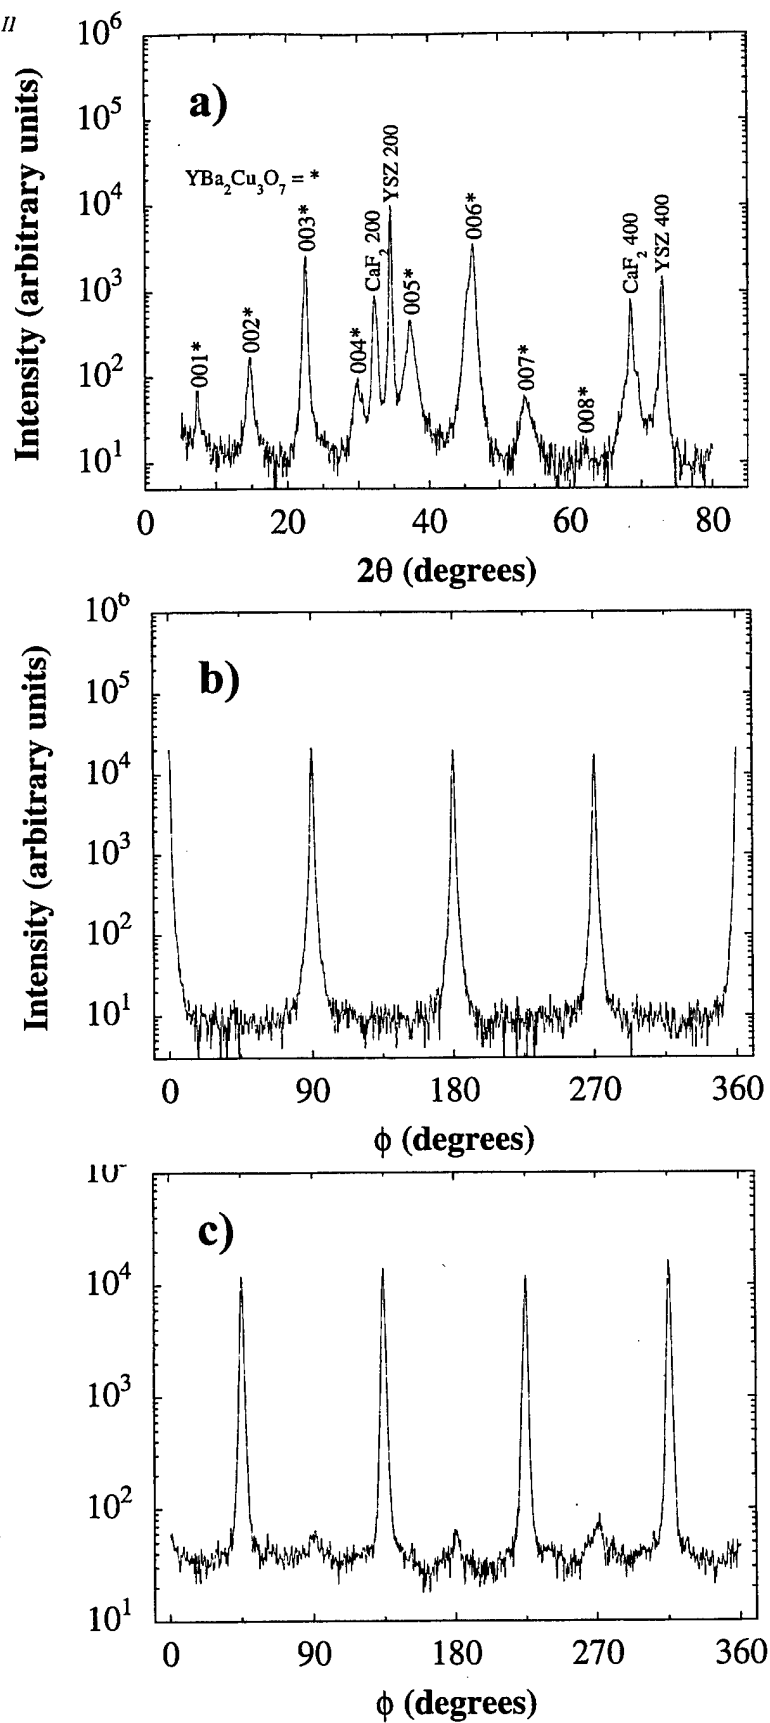 II
10⁶
10⁵
10⁴
10³
10²
10¹
Intensity (arbitrary units)
a)
YBa₂Cu₃O₇ = *
001*
002*
003*
004*
CaF₂ 200
YSZ 200
005*
006*
007*
008*
CaF₂ 400
YSZ 400
0 20 40 60 80
2θ (degrees)
10⁶
10⁵
10⁴
10³
10²
10¹
Intensity (arbitrary units)
b)
0 90 180 270 360
ϕ (degrees)
c)
10⁴
10³
10²
10¹
0 90 180 270 360
ϕ (degrees)